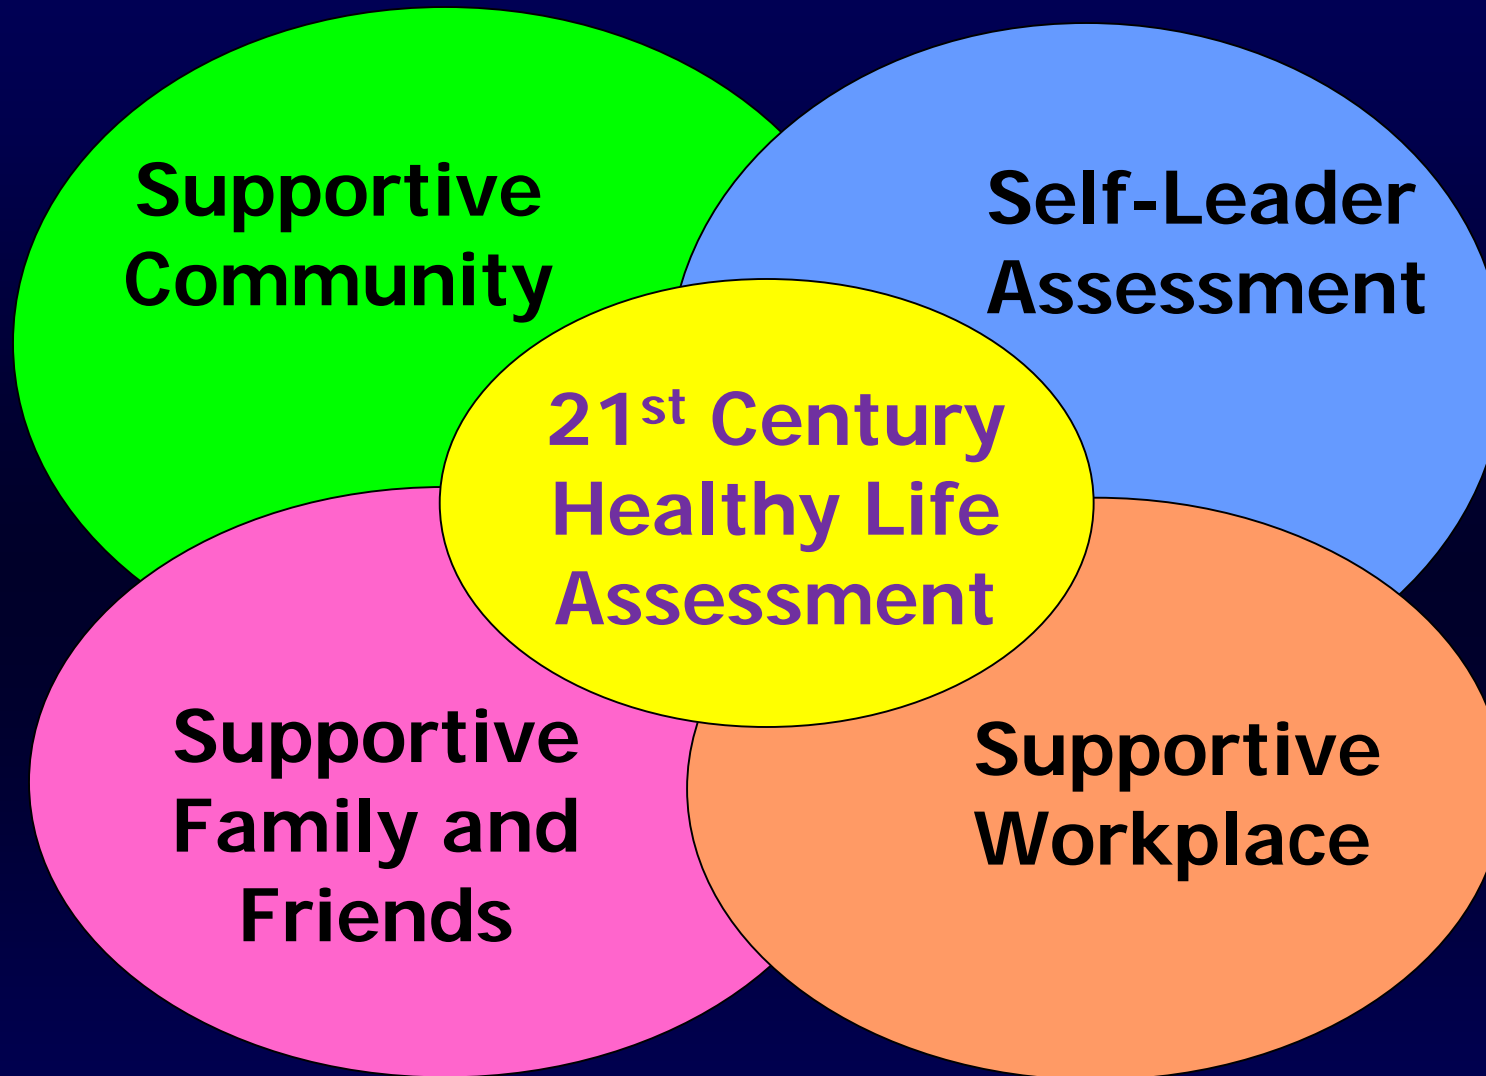 Supportive
Community
Self-Leader
Assessment
21st Century
Healthy Life
Assessment
Supportive
Family and
Friends
Supportive
Workplace